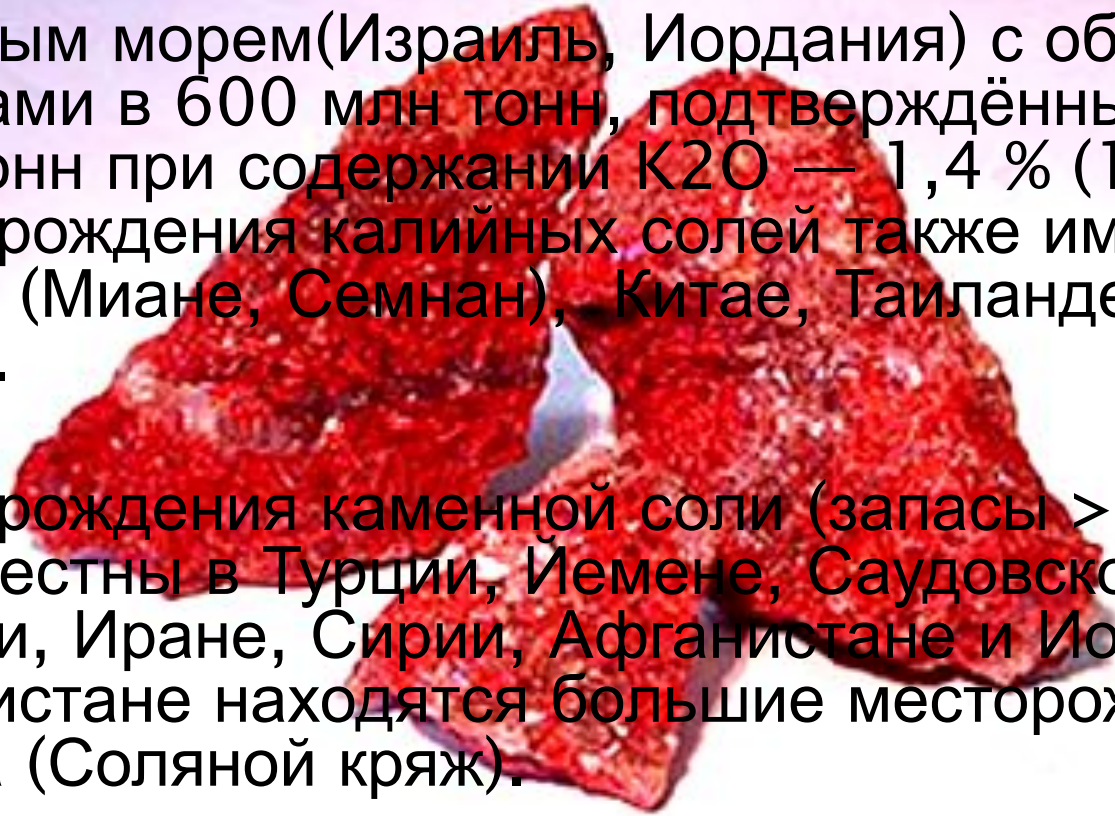 ым морем(Израиль, Иордания) с об
ами в 600 млн тонн, подтверждённы
онн при содержании K2O — 1,4 % (1
рождения калийных солей также им
(Миане, Семнан), Китае, Таиланде
.
рождения каменной соли (запасы >
естны в Турции, Йемене, Саудовско
и, Иране, Сирии, Афганистане и Ио
истане находятся большие месторож
(Соляной кряж).